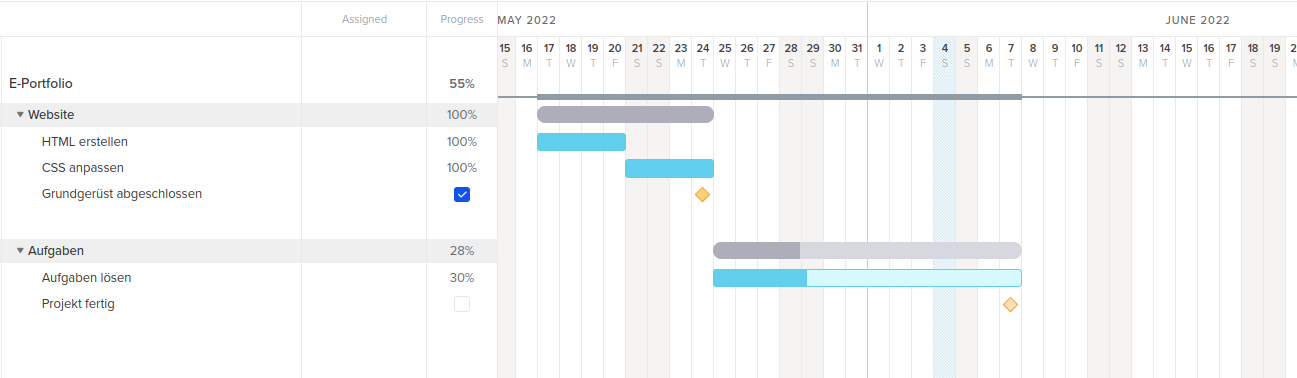 Assigned Progress MAY 2022 JUNE 2022
15 16 17 18 19 20 21 22 23 24 25 26 27 28 29 30 31 1 2 3 4 5 6 7 8 9 10 11 12 13 14 15 16 17 18 19
S M T W T F S S M T W T F S S M T W T F S S M T W T F S S M T W T F S S
E-Portfolio 55%
Website 100%
HTML erstellen 100%
CSS anpassen 100%
Grundgerüst abgeschlossen
Aufgaben 28%
Aufgaben lösen 30%
Projekt fertig